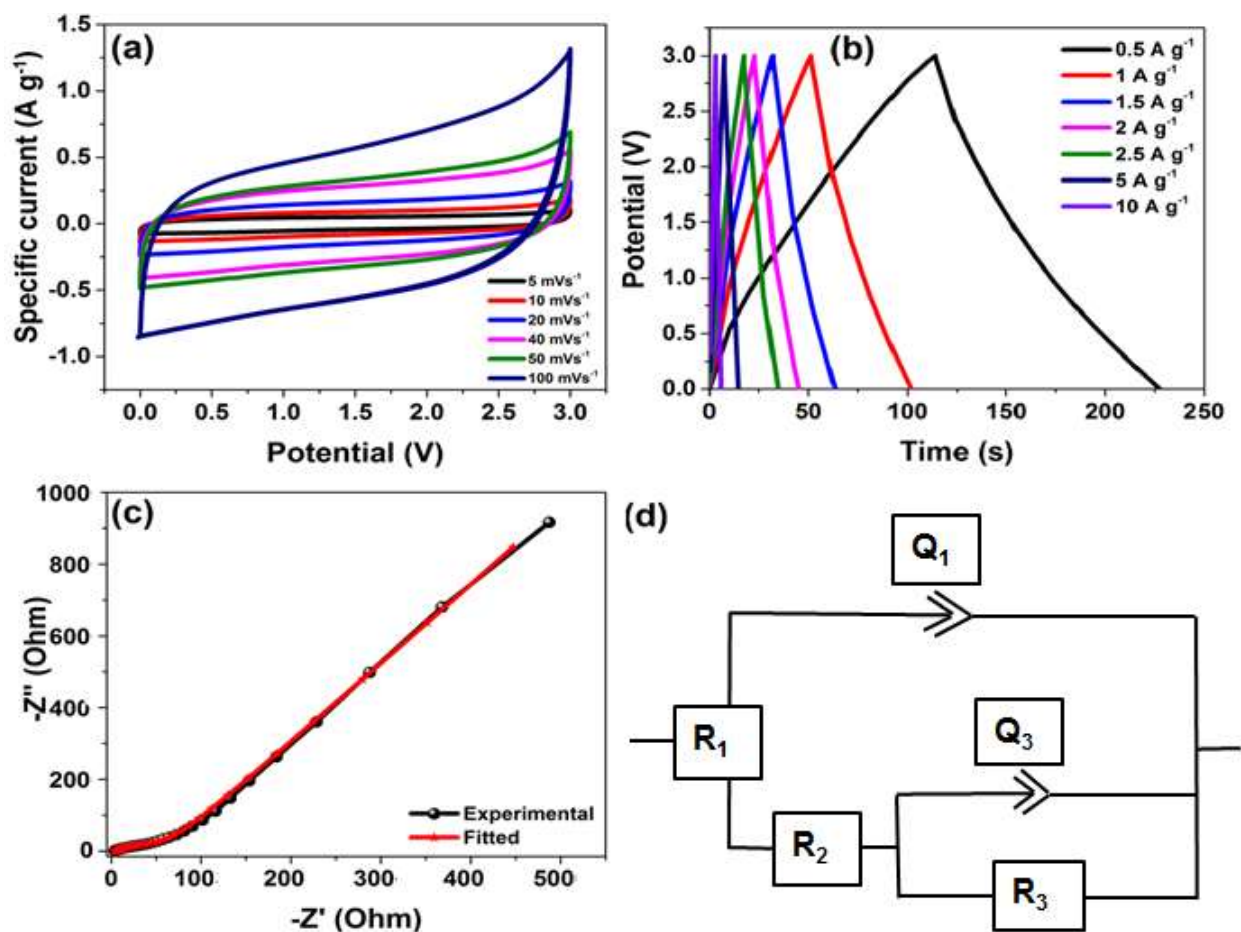 (a)
Specific current (A g⁻¹)
1.5
1.0
0.5
0.0
-0.5
-1.0
5 mVs⁻¹
10 mVs⁻¹
20 mVs⁻¹
40 mVs⁻¹
50 mVs⁻¹
100 mVs⁻¹
0.0 0.5 1.0 1.5 2.0 2.5 3.0
Potential (V)
(b)
Potential (V)
3.0
2.5
2.0
1.5
1.0
0.5
0.0
0.5 A g⁻¹
1 A g⁻¹
1.5 A g⁻¹
2 A g⁻¹
2.5 A g⁻¹
5 A g⁻¹
10 A g⁻¹
0 50 100 150 200 250
Time (s)
(c)
-Z'' (Ohm)
1000
800
600
400
200
0
Experimental
Fitted
0 100 200 300 400 500
-Z' (Ohm)
(d)
Q₁
R₁
Q₃
R₂
R₃